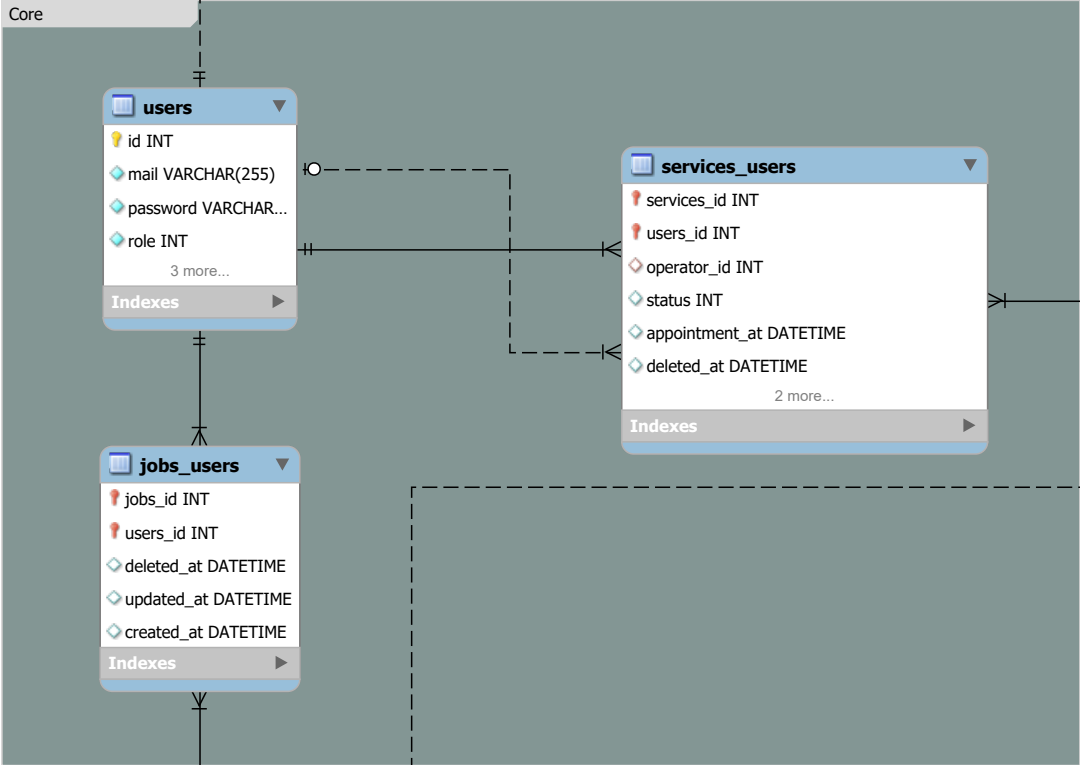 Core
users
id INT
mail VARCHAR(255)
password VARCHAR...
role INT
3 more...
Indexes
services_users
services_id INT
users_id INT
operator_id INT
status INT
appointment_at DATETIME
deleted_at DATETIME
2 more...
Indexes
jobs_users
jobs_id INT
users_id INT
deleted_at DATETIME
updated_at DATETIME
created_at DATETIME
Indexes